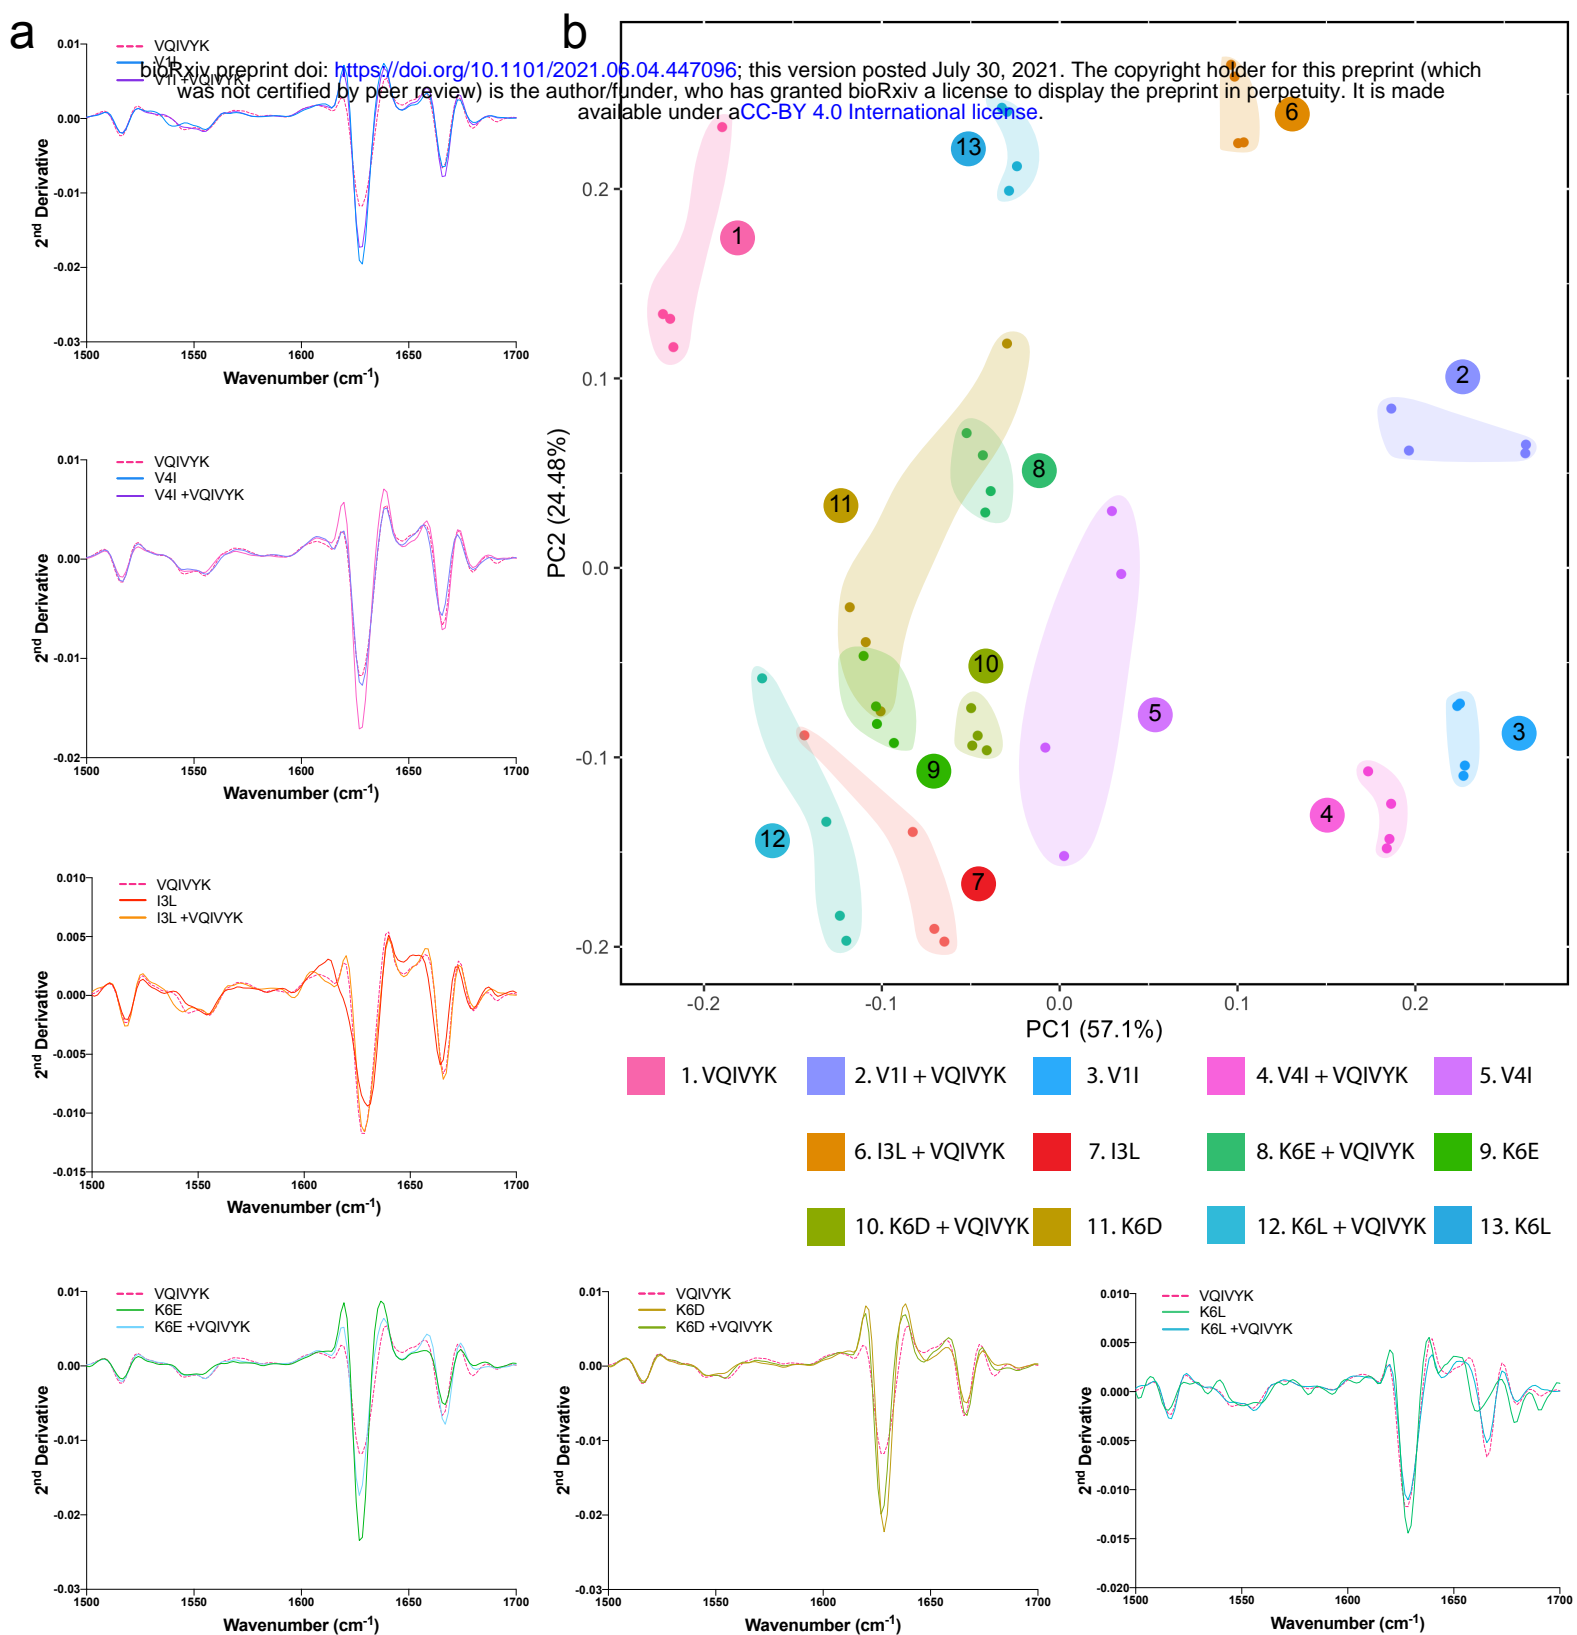 a
b
bioRxiv preprint doi: https://doi.org/10.1101/2021.06.04.447096; this version posted July 30, 2021. The copyright holder for this preprint (which
was not certified by peer review) is the author/funder, who has granted bioRxiv a license to display the preprint in perpetuity. It is made
available under aCC-BY 4.0 International license.
VQIVYK
V1I
V1I +VQIVYK
0.01
0.00
-0.01
-0.02
-0.03
2nd Derivative
1500 1550 1600 1650 1700
Wavenumber (cm-1)
VQIVYK
V4I
V4I +VQIVYK
0.01
0.00
-0.01
-0.02
2nd Derivative
1500 1550 1600 1650 1700
Wavenumber (cm-1)
VQIVYK
I3L
I3L +VQIVYK
0.010
0.005
0.000
-0.005
-0.010
-0.015
2nd Derivative
1500 1550 1600 1650 1700
Wavenumber (cm-1)
13
6
1
2
8
11
10
5
3
9
4
12
7
0.2
0.1
0.0
-0.1
-0.2
PC2 (24.48%)
-0.2 -0.1 0.0 0.1 0.2
PC1 (57.1%)
1. VQIVYK 2. V1I + VQIVYK 3. V1I 4. V4I + VQIVYK 5. V4I
6. I3L + VQIVYK 7. I3L 8. K6E + VQIVYK 9. K6E
10. K6D + VQIVYK 11. K6D 12. K6L + VQIVYK 13. K6L
VQIVYK
K6E
K6E +VQIVYK
0.01
0.00
-0.01
-0.02
-0.03
2nd Derivative
1500 1550 1600 1650 1700
Wavenumber (cm-1)
VQIVYK
K6D
K6D +VQIVYK
0.01
0.00
-0.01
-0.02
-0.03
2nd Derivative
1500 1550 1600 1650 1700
Wavenumber (cm-1)
VQIVYK
K6L
K6L +VQIVYK
0.010
0.005
0.000
-0.005
-0.010
-0.015
-0.020
2nd Derivative
1500 1550 1600 1650 1700
Wavenumber (cm-1)